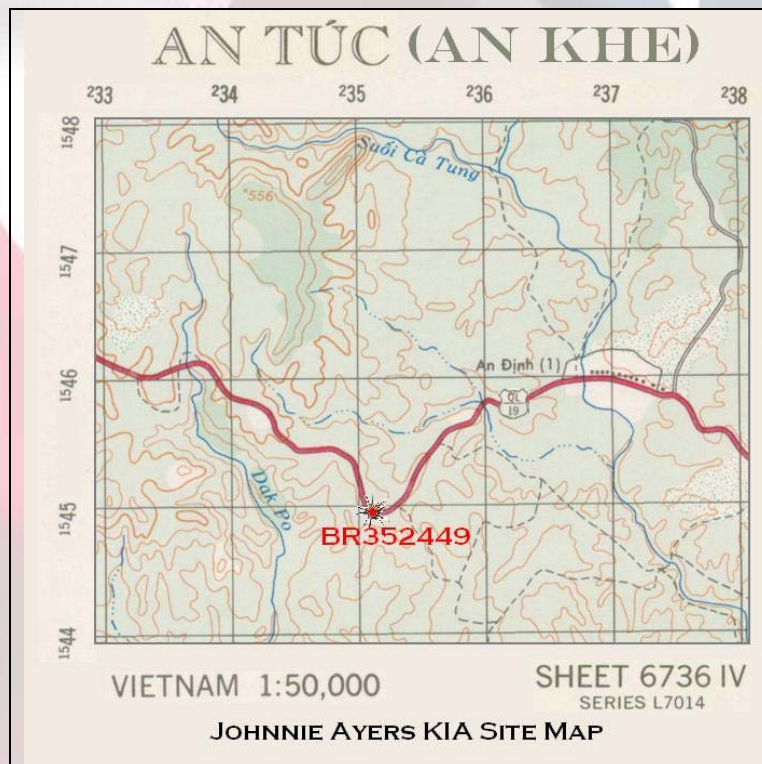 AN TÚC (AN KHE)
²33 ²34 ²35 ²36 ²37 ²38
1548
Suối Cà Tung
556
1547
An Định (1)
1546
QL
19
Dak Po
1545
BR352449
1544
VIETNAM 1:50,000
SHEET 6736 IV
SERIES L7014
JOHNNIE AYERS KIA SITE MAP